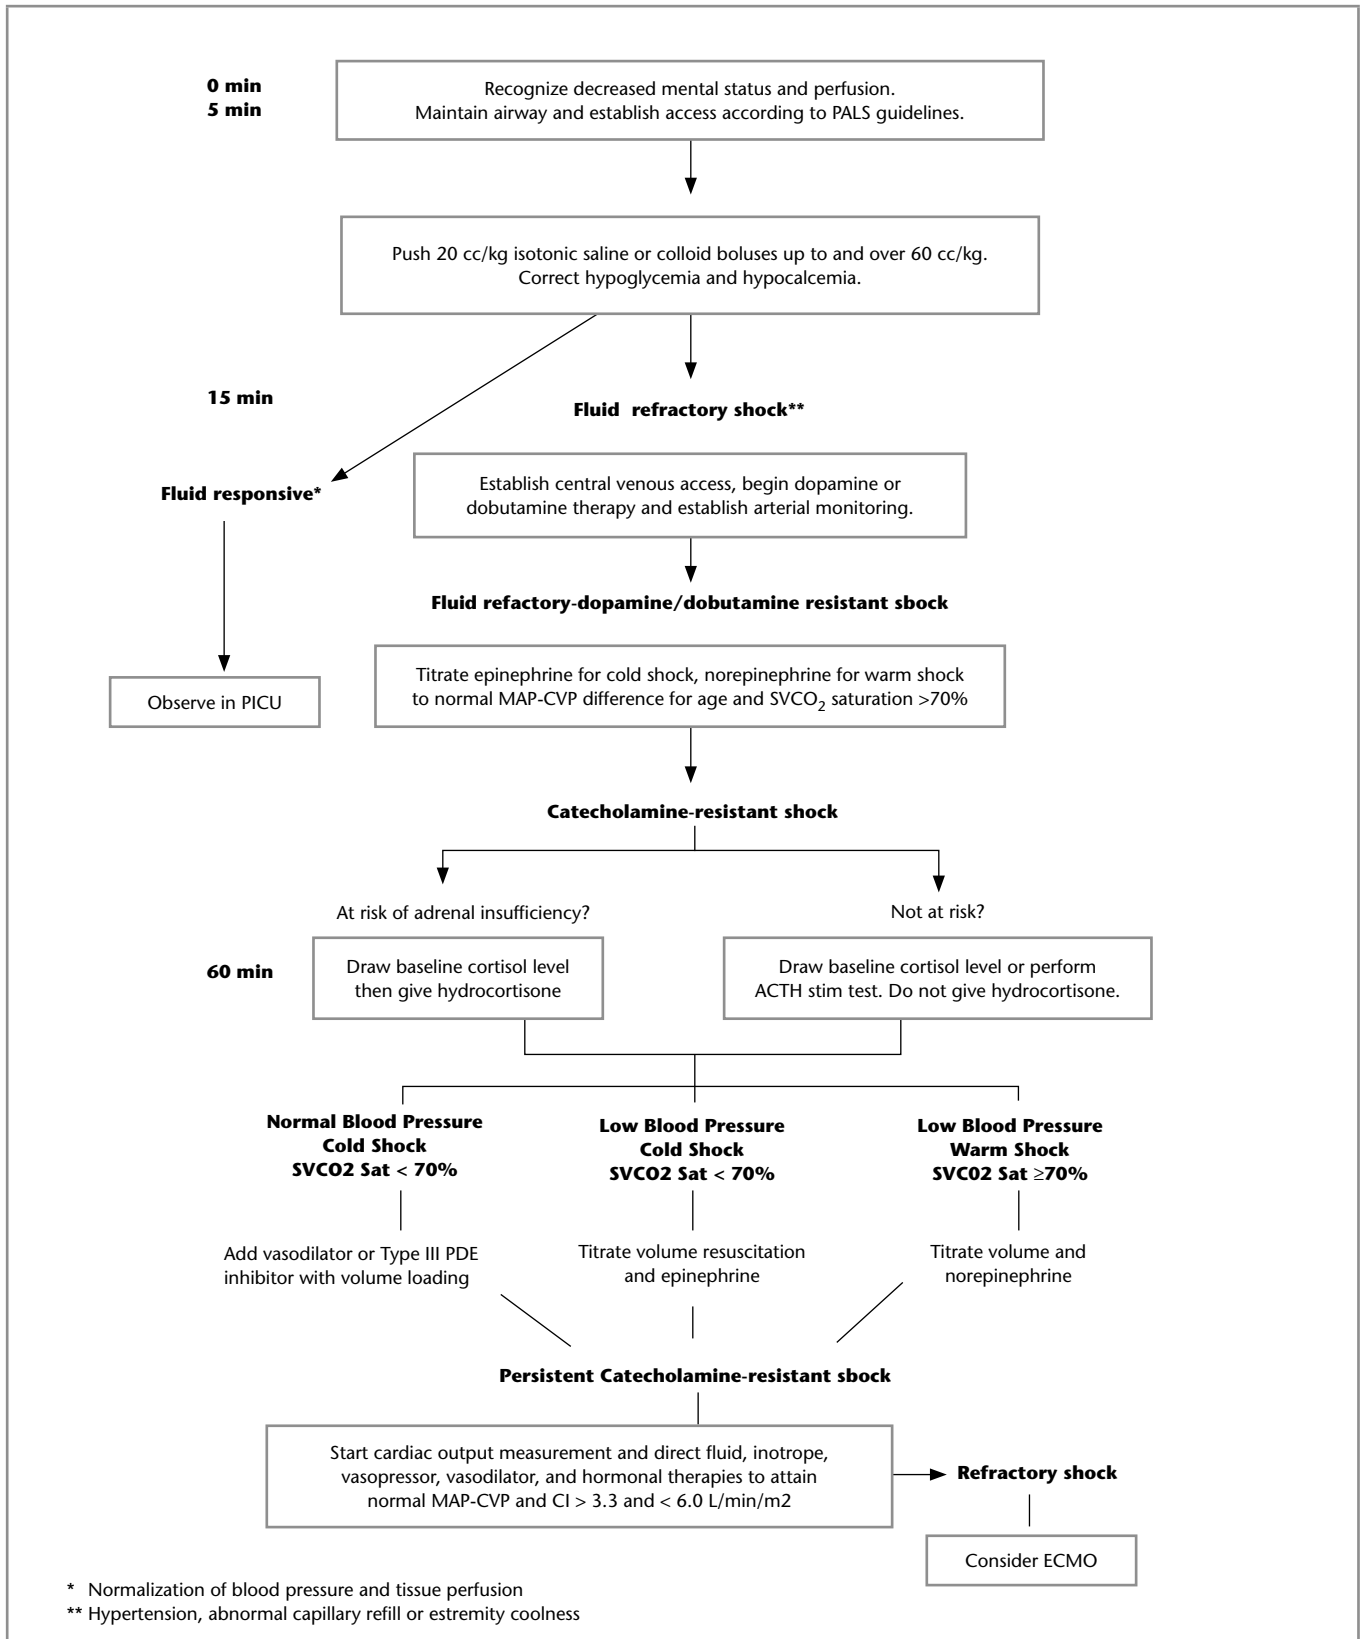 0 min
5 min
Recognize decreased mental status and perfusion.
Maintain airway and establish access according to PALS guidelines.
Push 20 cc/kg isotonic saline or colloid boluses up to and over 60 cc/kg.
Correct hypoglycemia and hypocalcemia.
15 min
Fluid refractory shock**
Fluid responsive*
Establish central venous access, begin dopamine or
dobutamine therapy and establish arterial monitoring.
Fluid refactory-dopamine/dobutamine resistant sbock
Observe in PICU
Titrate epinephrine for cold shock, norepinephrine for warm shock
to normal MAP-CVP difference for age and SVCO2 saturation >70%
Catecholamine-resistant shock
At risk of adrenal insufficiency?
Not at risk?
60 min
Draw baseline cortisol level
then give hydrocortisone
Draw baseline cortisol level or perform
ACTH stim test. Do not give hydrocortisone.
Normal Blood Pressure
Cold Shock
SVCO2 Sat < 70%
Low Blood Pressure
Cold Shock
SVCO2 Sat < 70%
Low Blood Pressure
Warm Shock
SVC02 Sat ≥70%
Add vasodilator or Type III PDE
inhibitor with volume loading
Titrate volume resuscitation
and epinephrine
Titrate volume and
norepinephrine
Persistent Catecholamine-resistant sbock
Start cardiac output measurement and direct fluid, inotrope,
vasopressor, vasodilator, and hormonal therapies to attain
normal MAP-CVP and CI > 3.3 and < 6.0 L/min/m2
Refractory shock
Consider ECMO
* Normalization of blood pressure and tissue perfusion
** Hypertension, abnormal capillary refill or estremity coolness